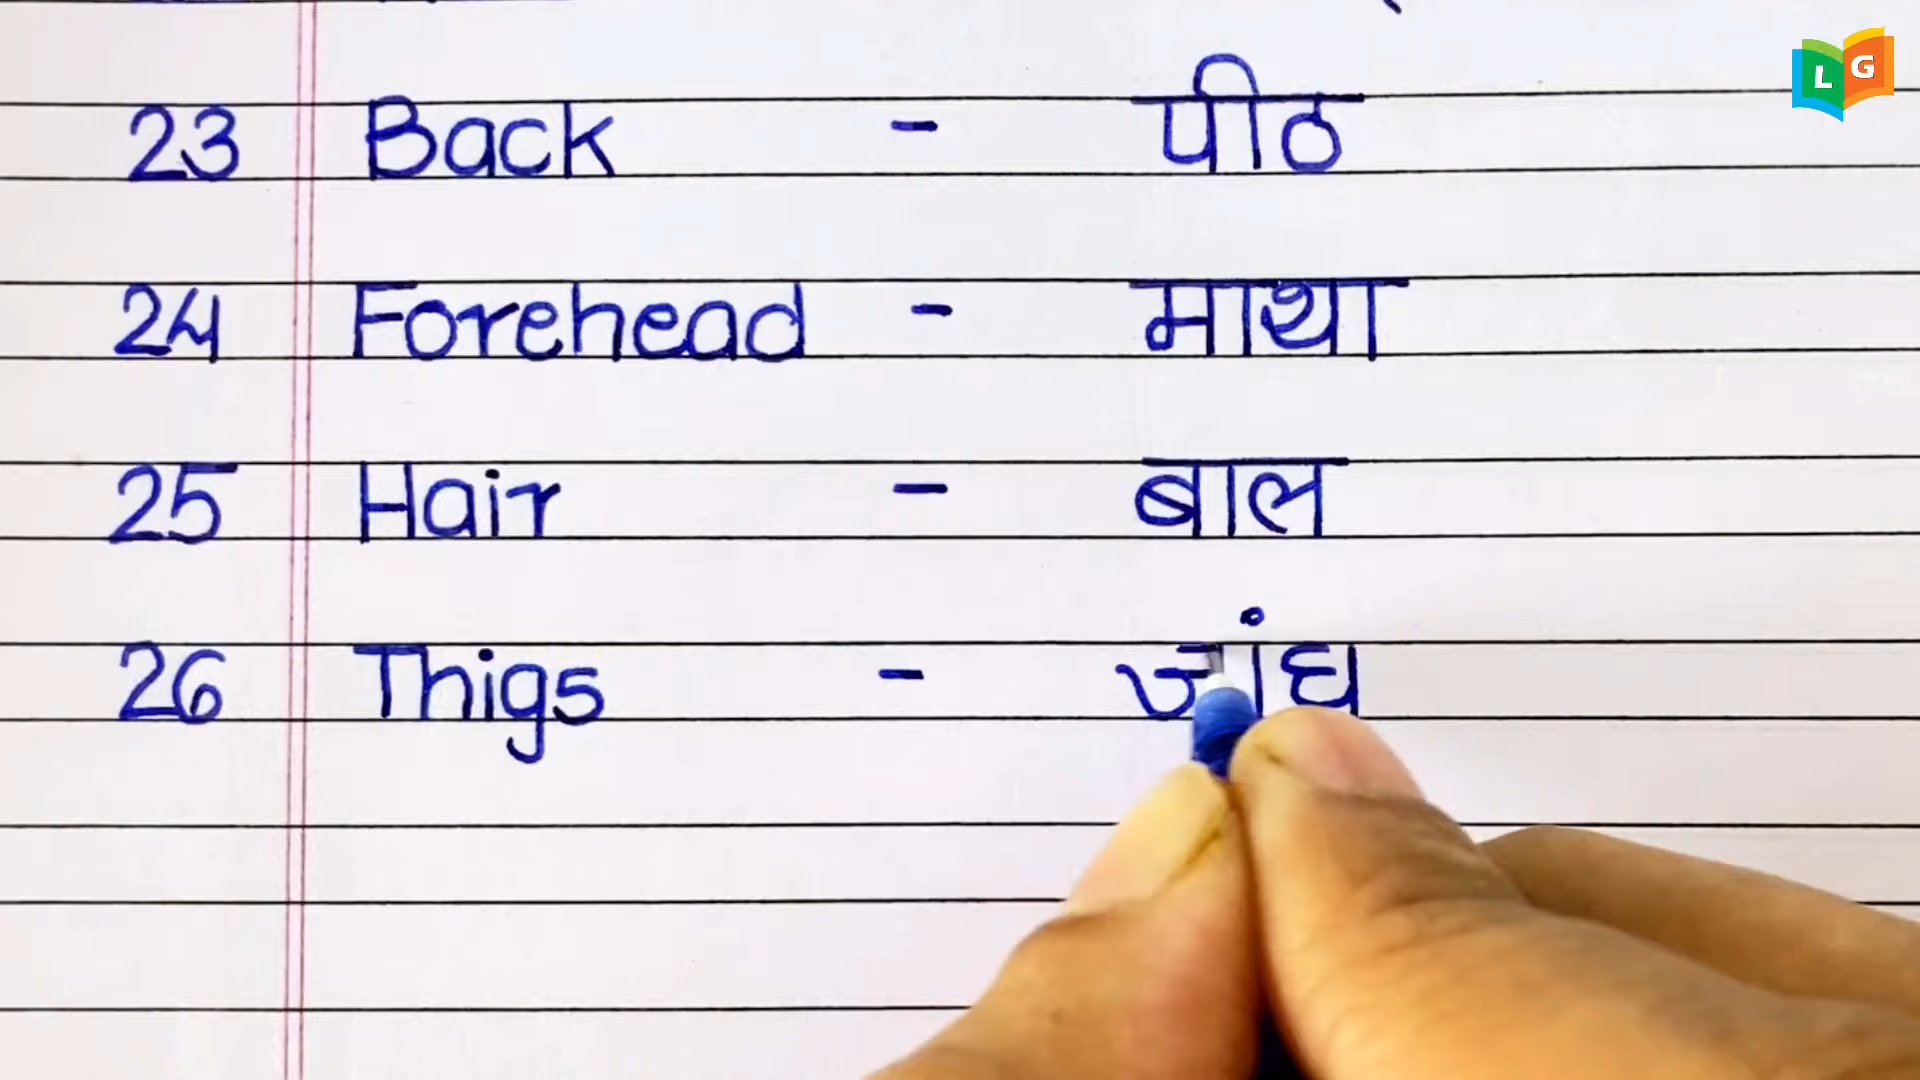 LG
23 Back - पीठ
24 Forehead - माथा
25 Hair - बाल
26 Thigs - जांघ